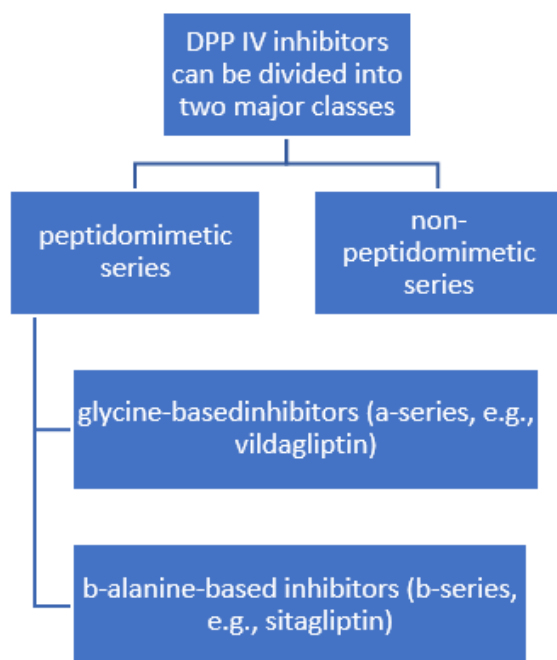 DPP IV inhibitors
can be divided into
two major classes
peptidomimetic
series
non-
peptidomimetic
series
glycine-basedinhibitors (a-series, e.g.,
vildagliptin)
b-alanine-based inhibitors (b-series,
e.g., sitagliptin)